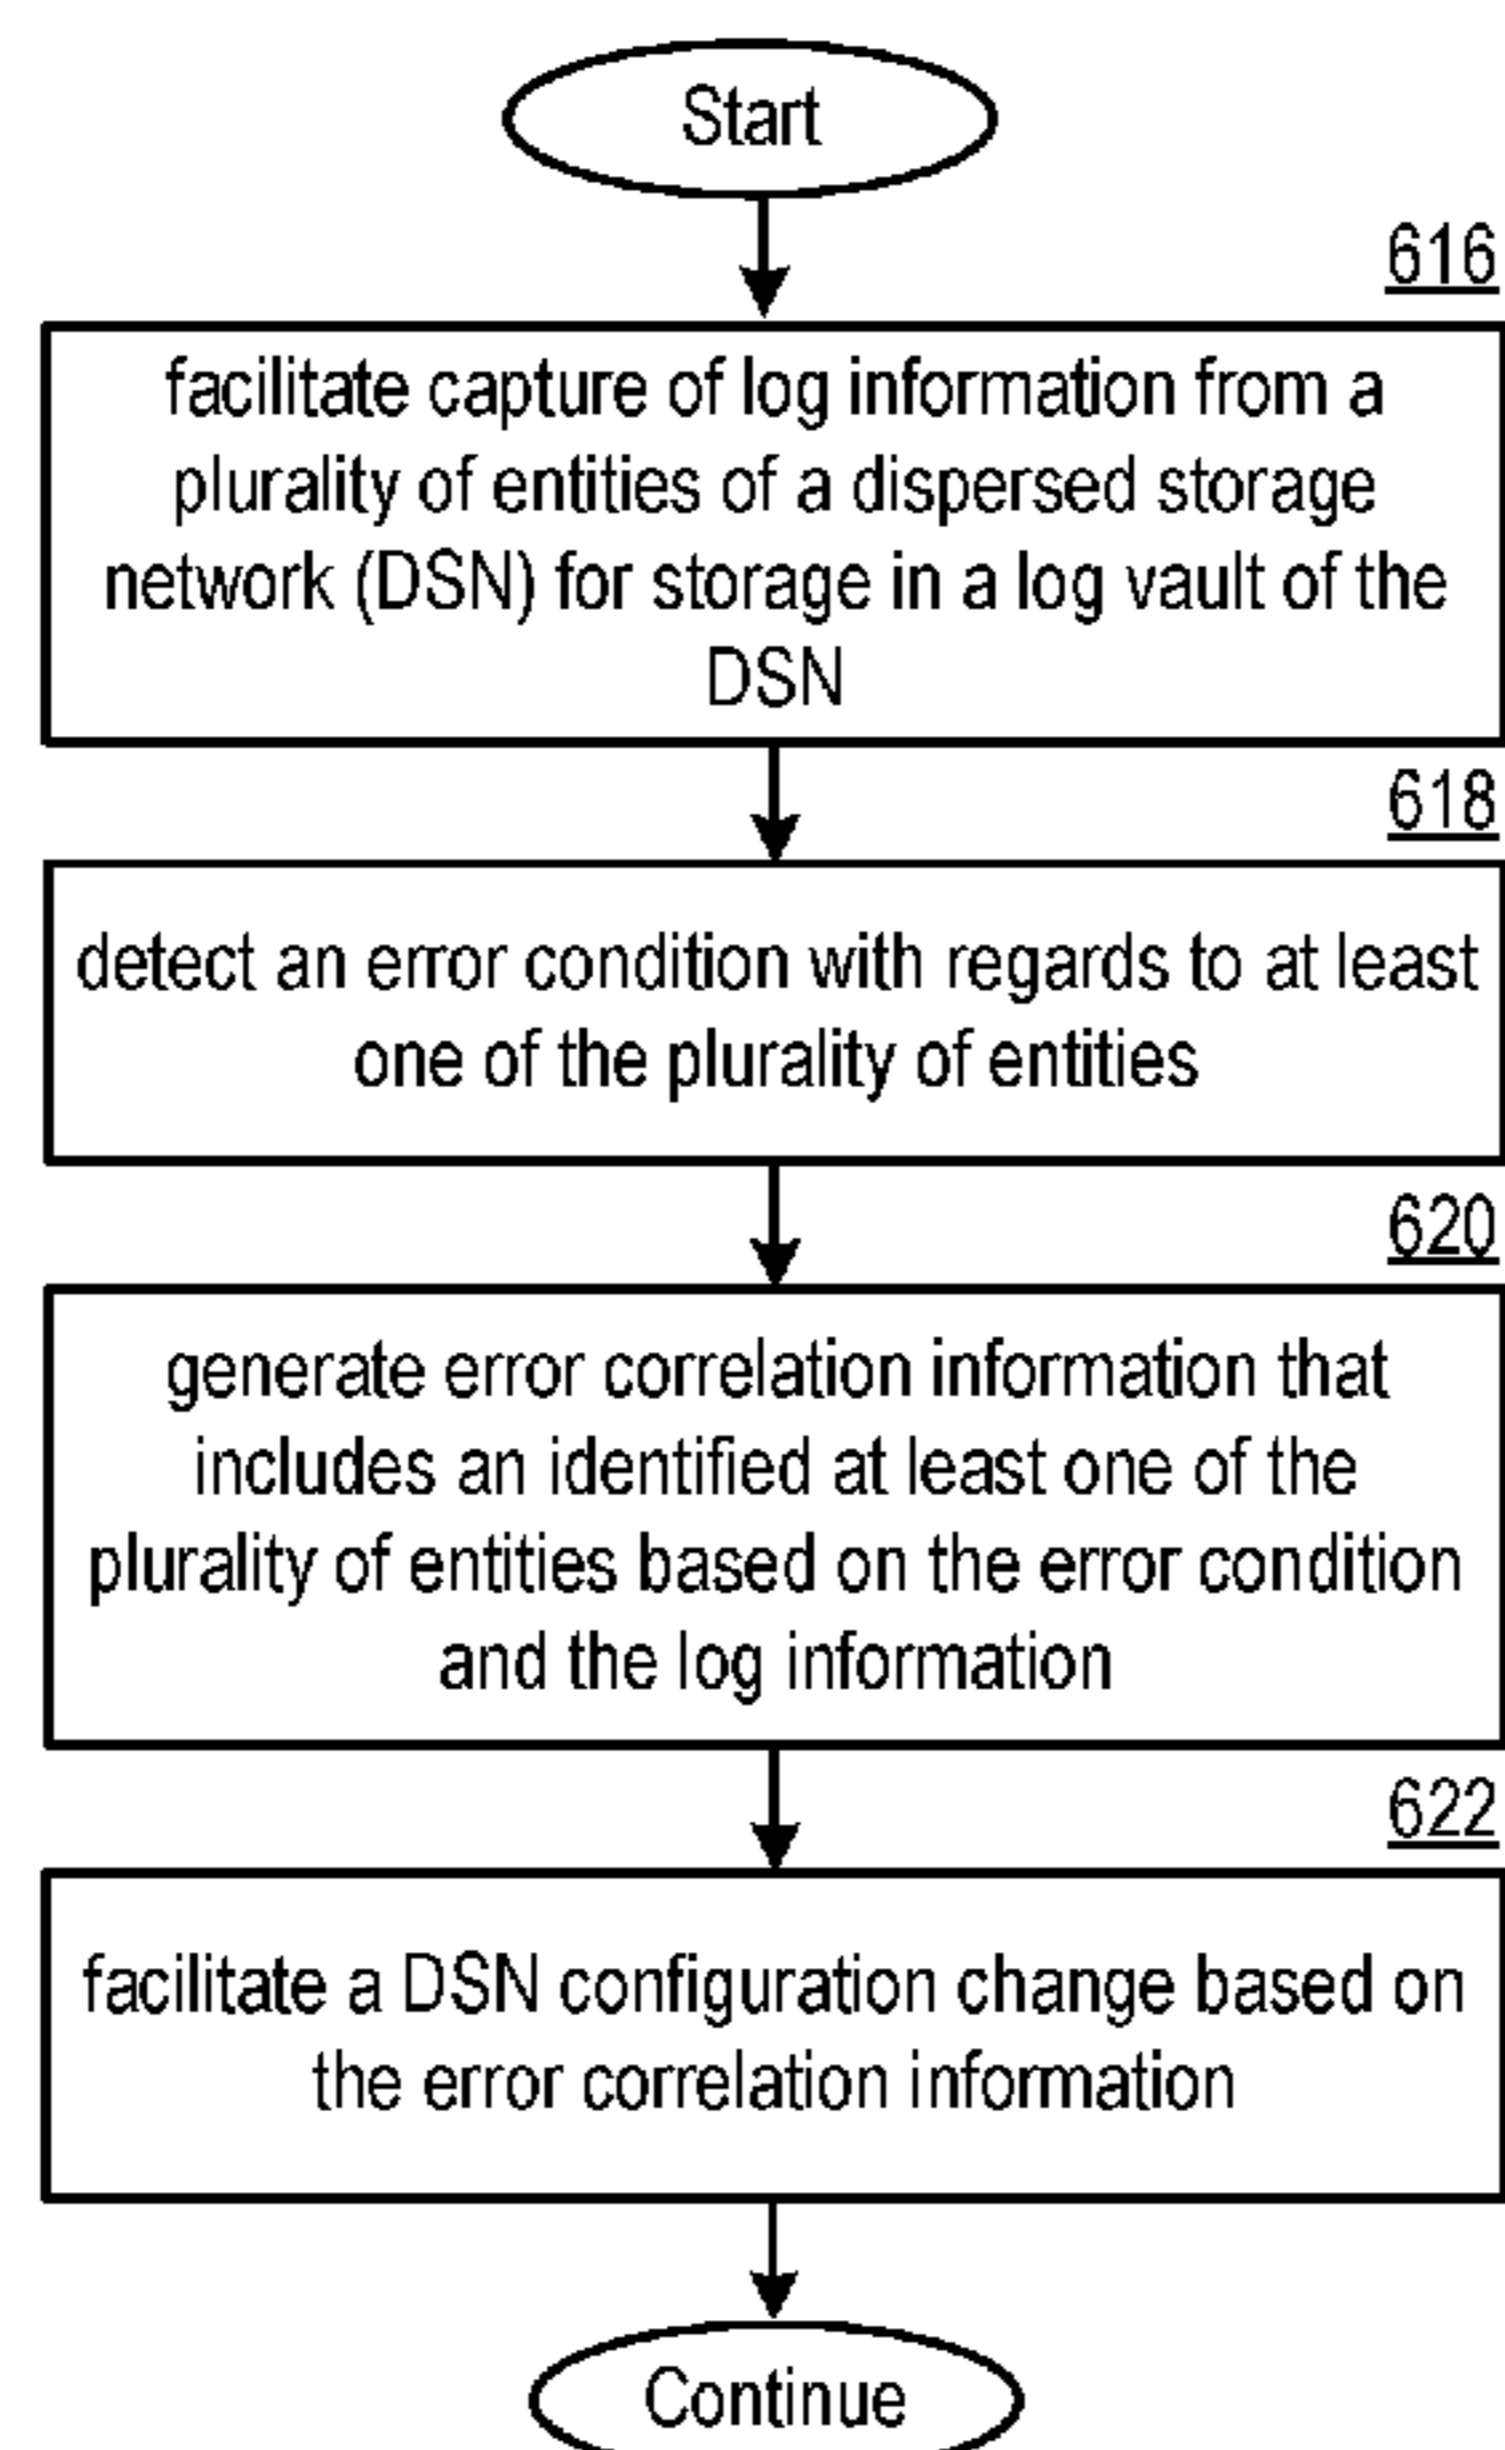 Start
616
facilitate capture of log information from a
plurality of entities of a dispersed storage
network (DSN) for storage in a log vault of the
DSN
618
detect an error condition with regards to at least
one of the plurality of entities
620
generate error correlation information that
includes an identified at least one of the
plurality of entities based on the error condition
and the log information
622
facilitate a DSN configuration change based on
the error correlation information
Continue